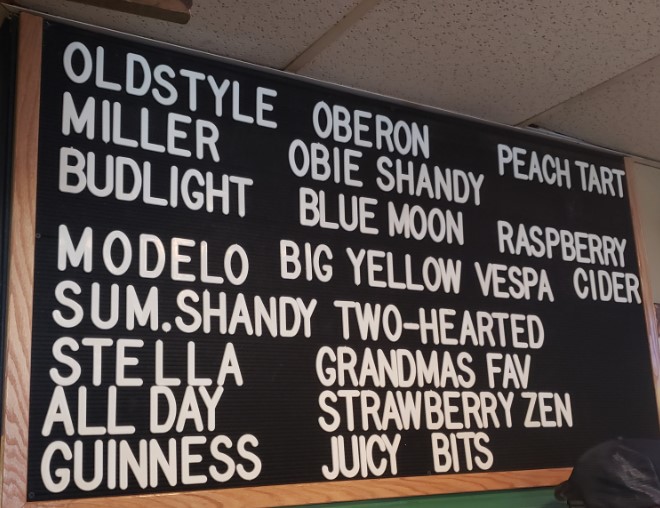 OLDSTYLE
MILLER
BUDLIGHT
MODELO
SUM.SHANDY
STELLA
ALL DAY
GUINNESS
OBERON
OBIE SHANDY
BLUE MOON
BIG YELLOW VESPA
TWO-HEARTED
GRANDMAS FAV
STRAWBERRY ZEN
JUICY BITS
PEACH TART
RASPBERRY
CIDER